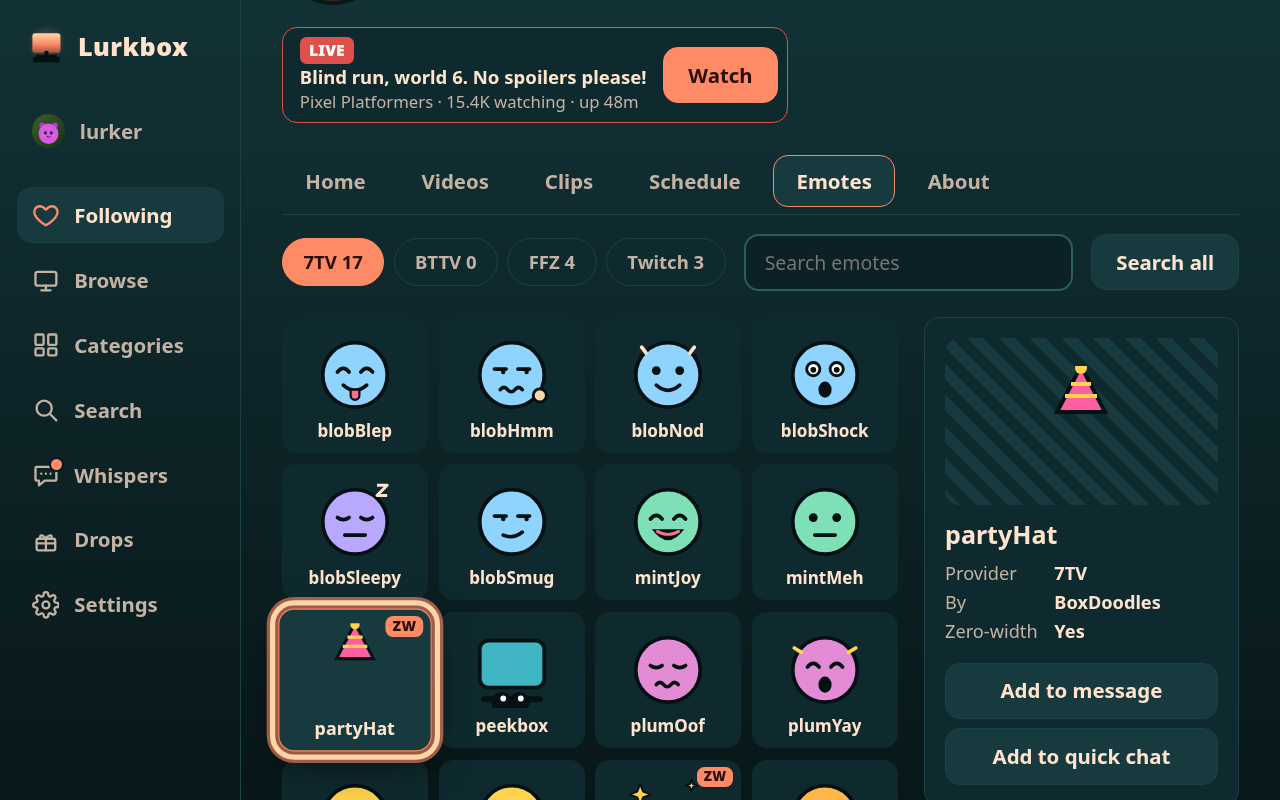 Lurkbox
lurker
Following
Browse
Categories
Search
Whispers
Drops
Settings
LIVE
Blind run, world 6. No spoilers please!
Pixel Platformers · 15.4K watching · up 48m
Watch
Home Videos Clips Schedule Emotes About
7TV 17 BTTV 0 FFZ 4 Twitch 3 Search emotes Search all
blobBlep blobHmm blobNod blobShock
z
blobSleepy blobSmug mintJoy mintMeh
ZW
partyHat peekbox plumOof plumYay
ZW
partyHat
Provider 7TV
By BoxDoodles
Zero-width Yes
Add to message
Add to quick chat